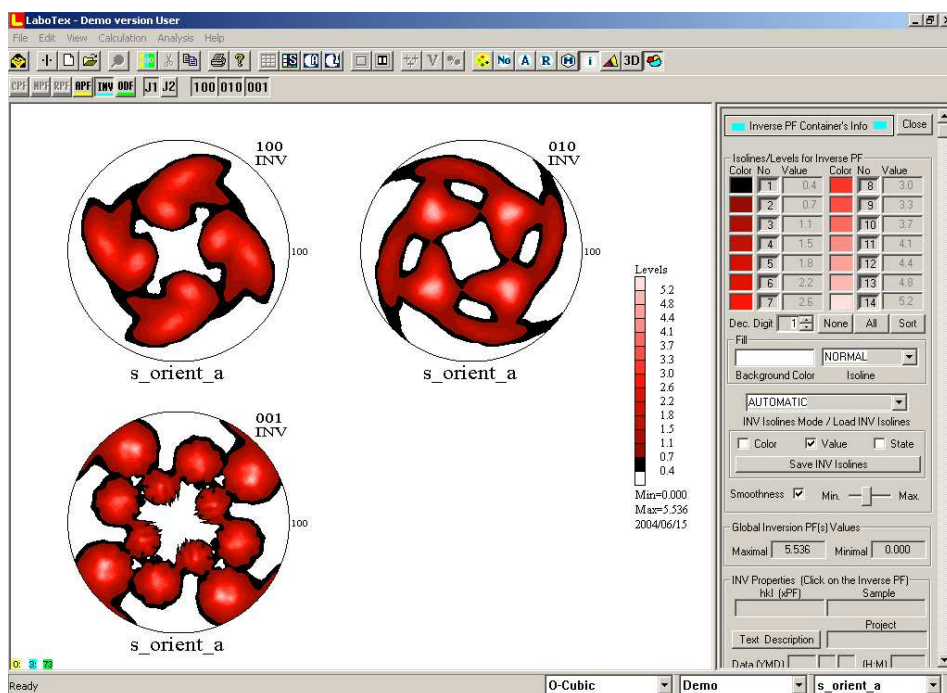 LaboTex - Demo version User
File Edit View Calculation Analysis Help
No A R H i 3D
CPF NPF RPF APF INV ODF J1 J2 100 010 001
100
INV
100
s_orient_a
010
INV
100
s_orient_a
001
INV
100
s_orient_a
Levels
5.2
4.8
4.4
4.1
3.7
3.3
3.0
2.6
2.2
1.8
1.5
1.1
0.7
0.4
Min=0.000
Max=5.536
2004/06/15
Inverse PF Container's Info Close
Isolines/Levels for Inverse PF
Color No Value Color No Value
1 0.4 8 3.0
2 0.7 9 3.3
3 1.1 10 3.7
4 1.5 11 4.1
5 1.8 12 4.4
6 2.2 13 4.8
7 2.6 14 5.2
Dec. Digit 1 None All Sort
Fill
NORMAL
Background Color Isoline
AUTOMATIC
INV Isolines Mode / Load INV Isolines
Color Value State
Save INV Isolines
Smoothness Min. Max.
Global Inversion PF(s) Values
Maximal 5.536 Minimal 0.000
INV Properties (Click on the Inverse PF)
hkl (xPF) Sample
Project
Text Description
Data (YMD) (H:M)
0: 3: 73
Ready O-Cubic Demo s_orient_a